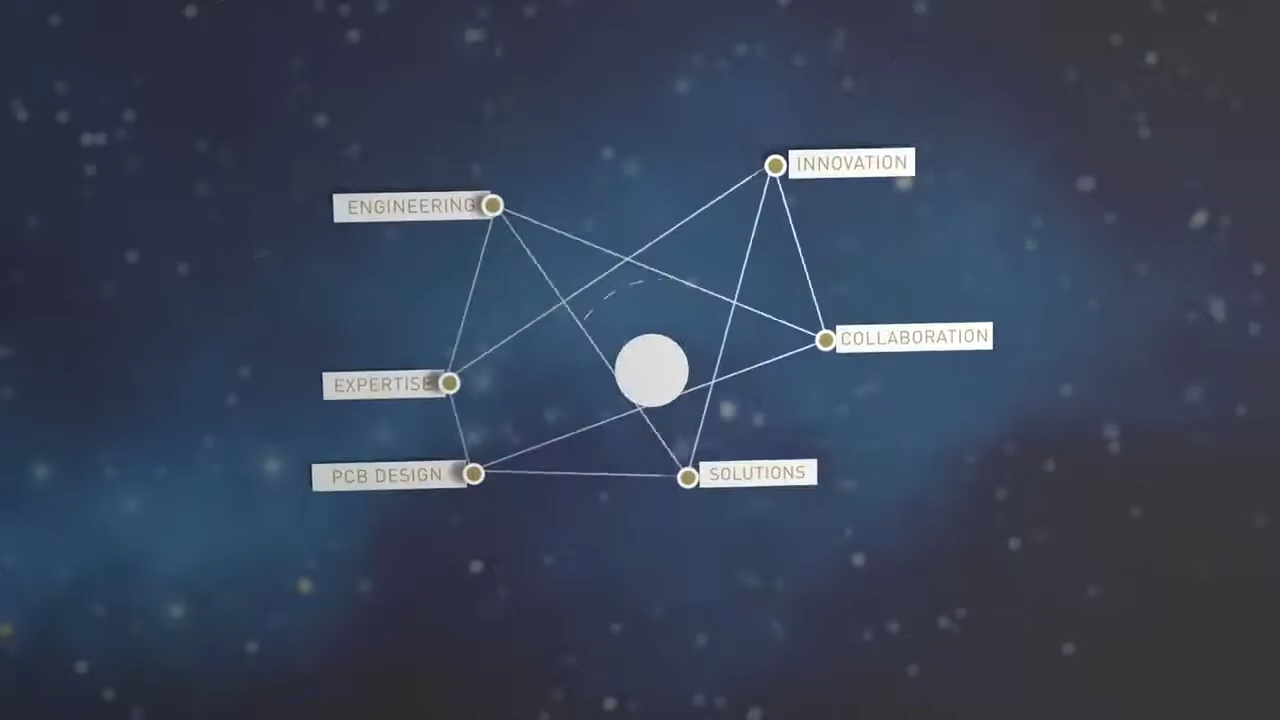 INNOVATION
ENGINEERING
COLLABORATION
EXPERTISE
PCB DESIGN
SOLUTIONS